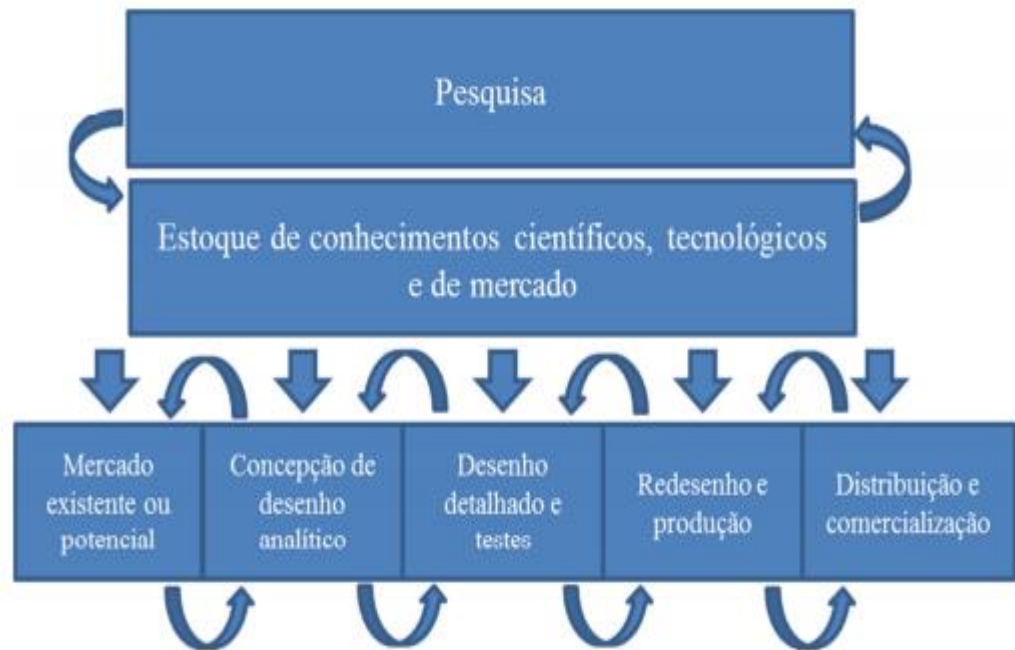 Pesquisa
Estoque de conhecimentos científicos, tecnológicos
e de mercado
Mercado
existente ou
potencial
Concepção de
desenho
analítico
Desenho
detalhado e
testes
Redesenho e
produção
Distribuição e
comercialização